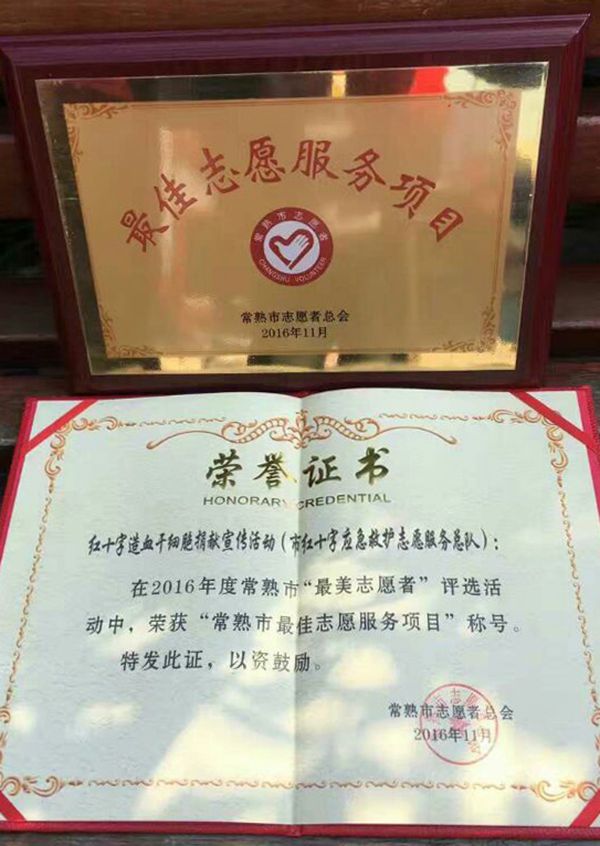 最佳志愿服务项目
常熟市志愿者
CHANGSHU VOLUNTEER
常熟市志愿者总会
2016年11月
荣誉证书
HONORARY CREDENTIAL
红十字造血干细胞捐献宣传活动（市红十字应急救护志愿服务总队）：
在2016年度常熟市“最美志愿者”评选活
动中，荣获“常熟市最佳志愿服务项目”称号。
特发此证，以资鼓励。
常熟市志愿者总会
2016年11月